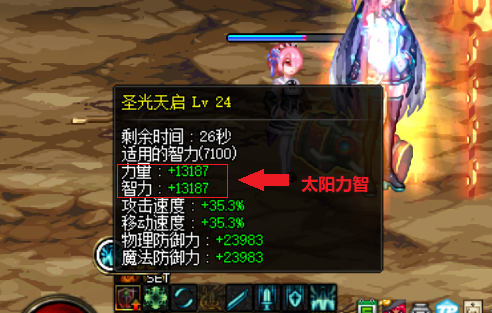 圣光天启 Lv 24
剩余时间：26秒
适用的智力(7100)
力量：+13187
智力：+13187
太阳力智
攻击速度：+35.3%
移动速度：+35.3%
物理防御力：+23983
魔法防御力：+23983
SET